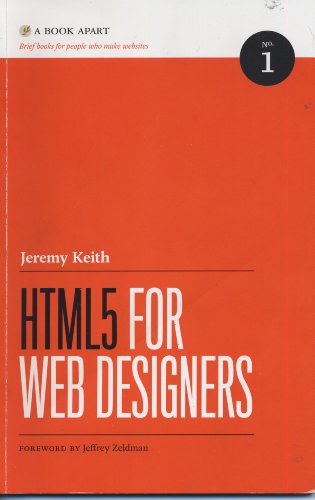 A BOOK APART
Brief books for people who make websites
No.
1
Jeremy Keith
HTML5 FOR
WEB DESIGNERS
FOREWORD BY Jeffrey Zeldman